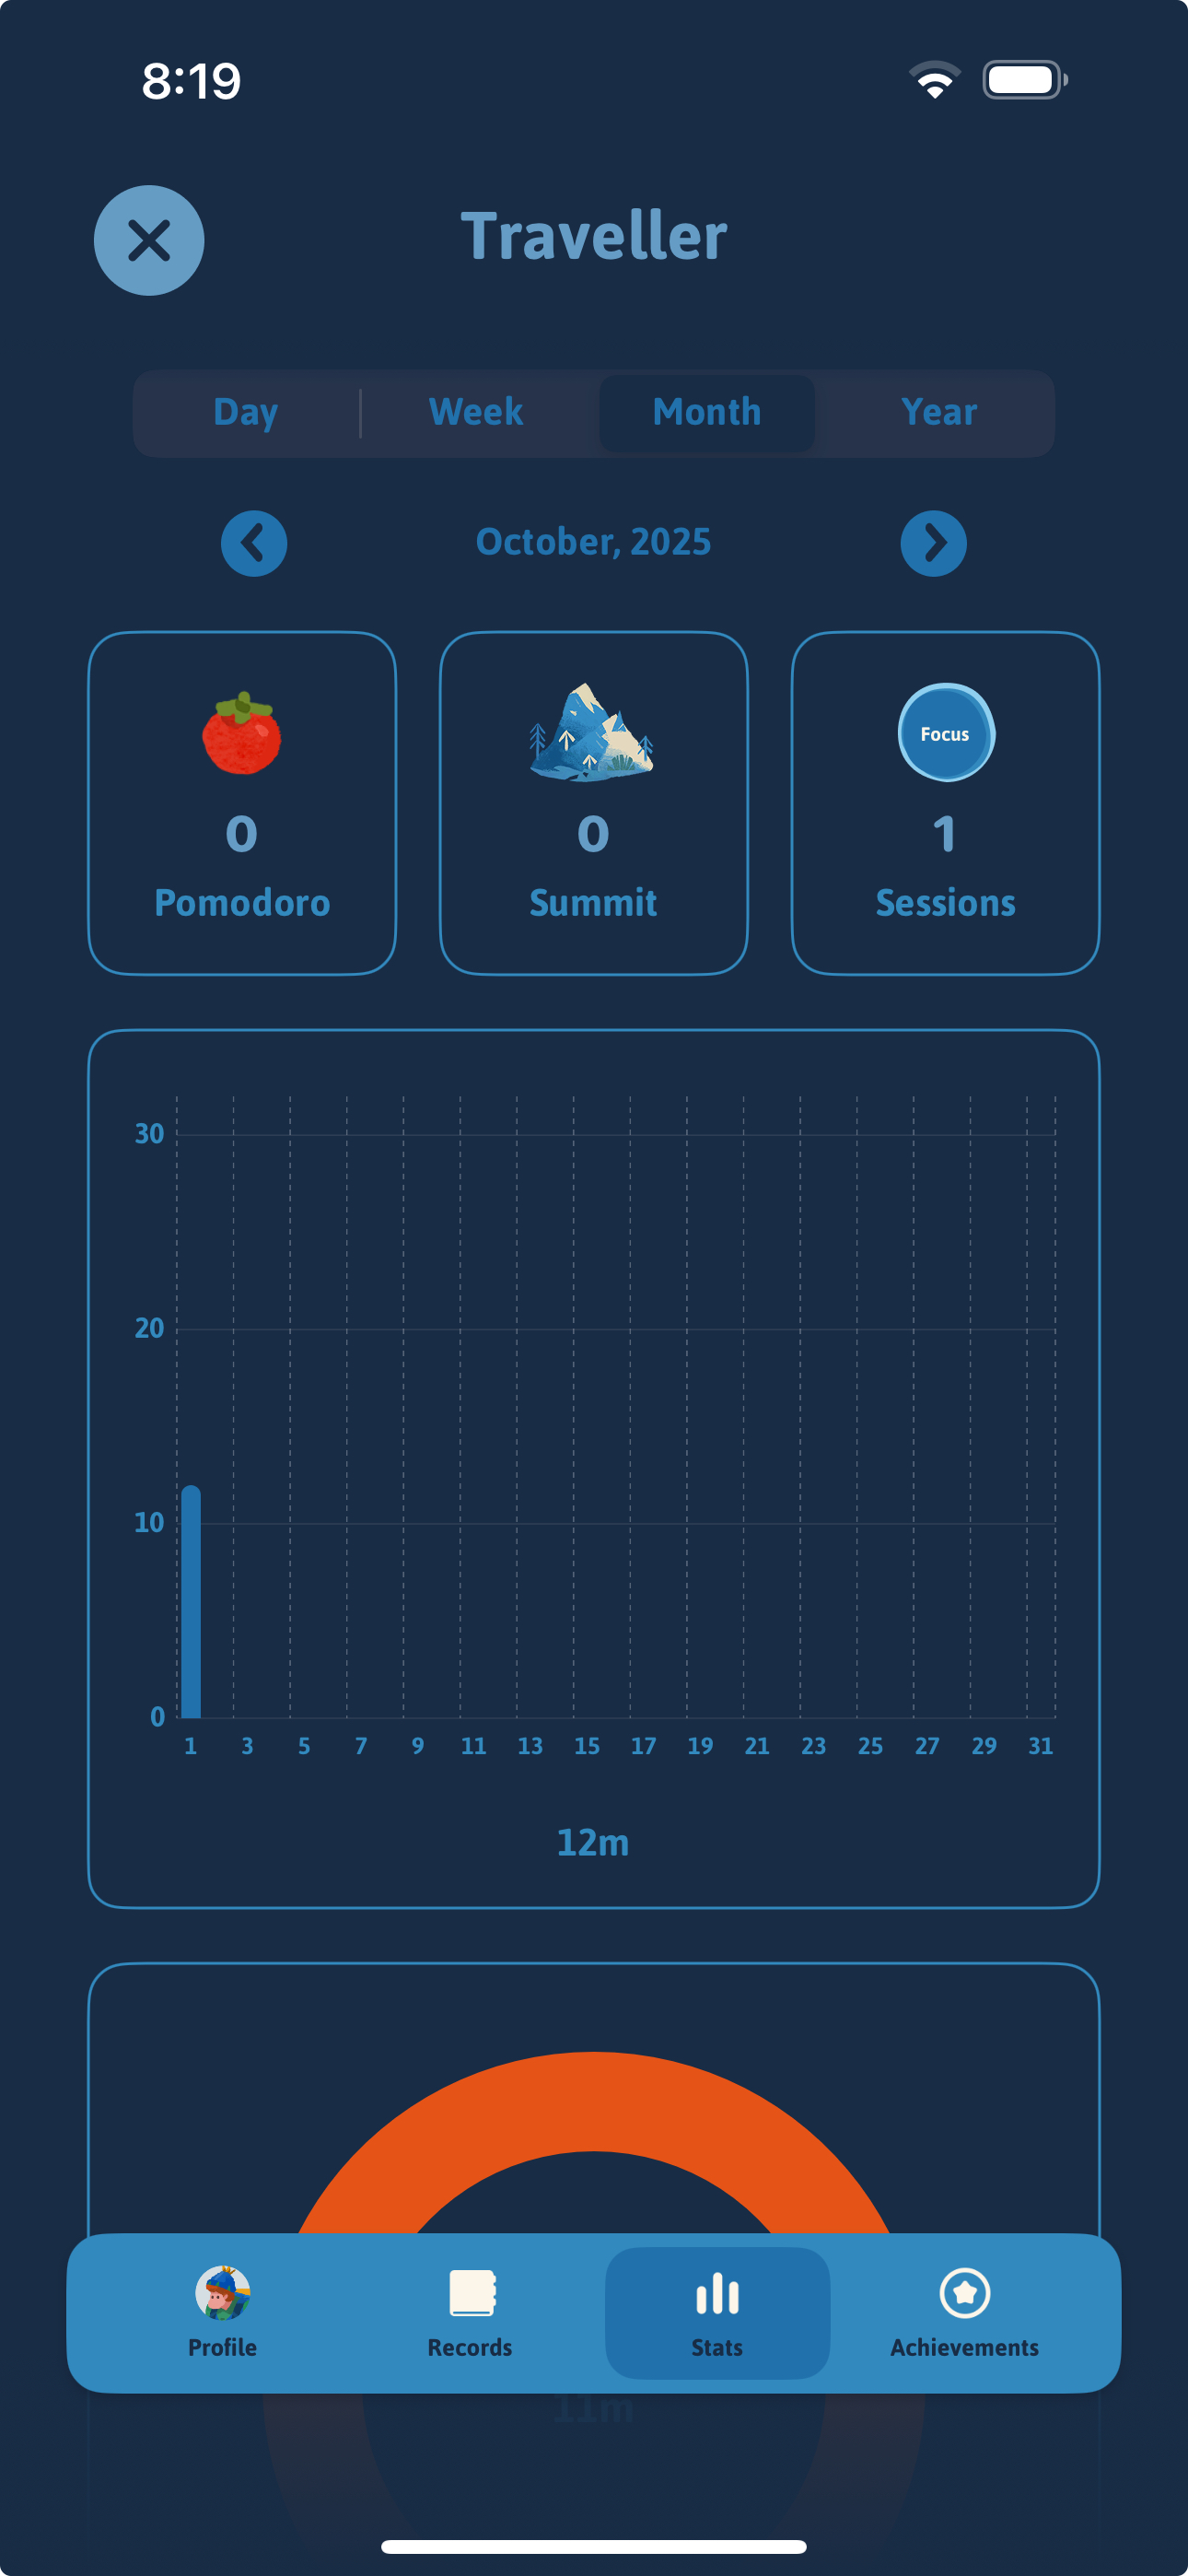 8:19
Traveller
Day Week Month Year
October, 2025
Focus
0 0 1
Pomodoro Summit Sessions
30
20
10
0
1 3 5 7 9 11 13 15 17 19 21 23 25 27 29 31
12m
Profile Records Stats Achievements
11m